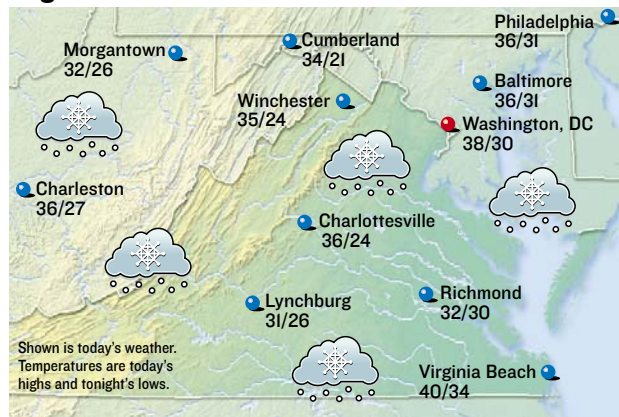 Philadelphia
36/31
Morgantown
32/26
Cumberland
34/21
Baltimore
36/31
Winchester
35/24
Washington, DC
38/30
Charleston
36/27
Charlottesville
36/24
Lynchburg
31/26
Richmond
32/30
Shown is today's weather.
Temperatures are today's
highs and tonight's lows.
Virginia Beach
40/34